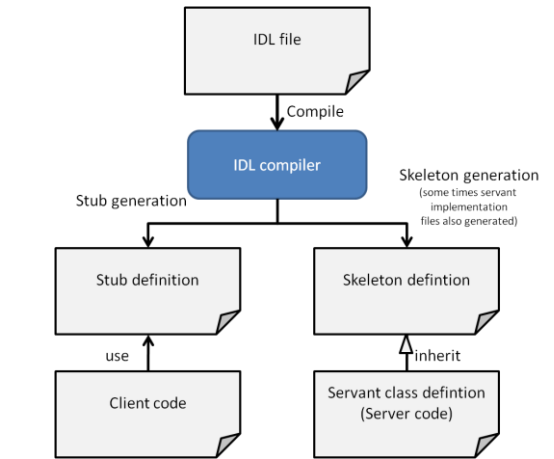 IDL file
Compile
IDL compiler
Skeleton generation
(some times servant
implementation
files also generated)
Stub generation
Stub definition
Skeleton defintion
use
inherit
Client code
Servant class defintion
(Server code)